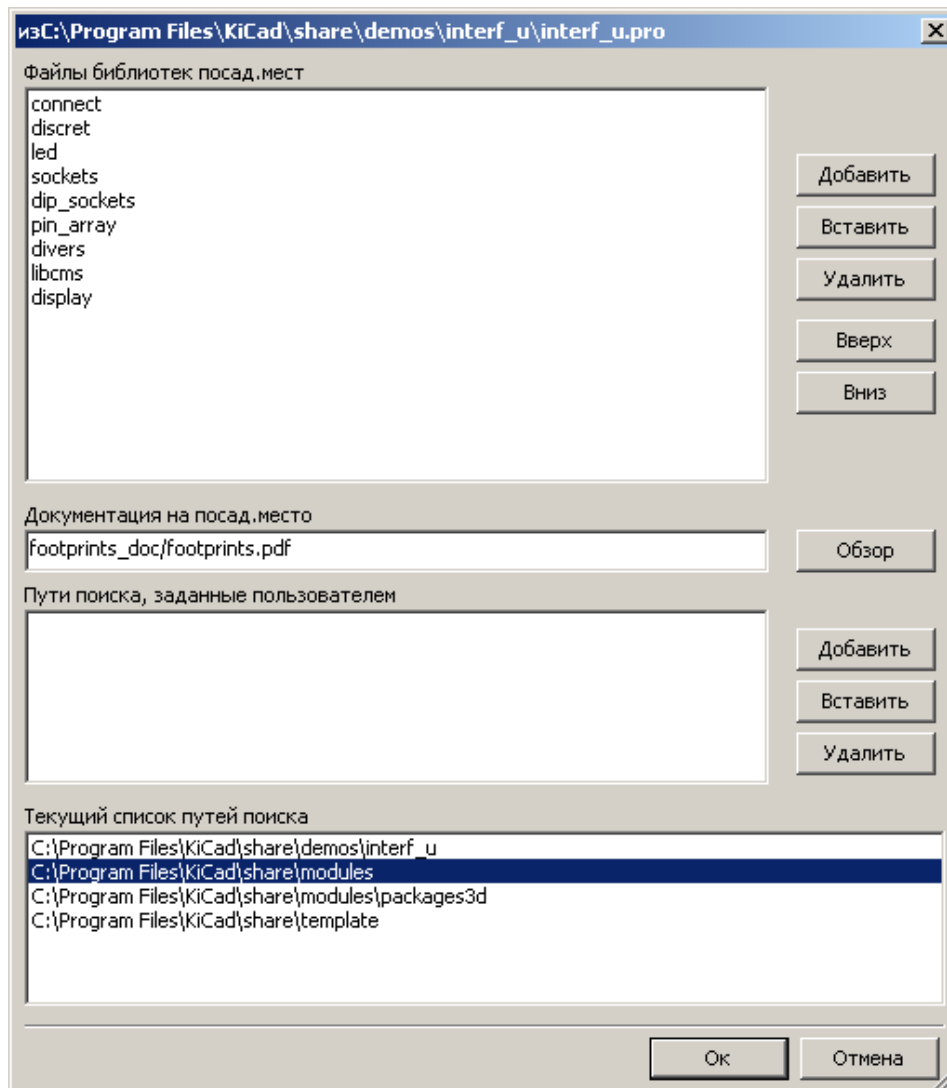 изC:\Program Files\KiCad\share\demos\interf_u\interf_u.pro
Файлы библиотек посад.мест
connect
discret
led
sockets
dip_sockets
pin_array
divers
libcms
display
Добавить
Вставить
Удалить
Вверх
Вниз
Документация на посад.место
footprints_doc/footprints.pdf
Обзор
Пути поиска, заданные пользователем
Добавить
Вставить
Удалить
Текущий список путей поиска
C:\Program Files\KiCad\share\demos\interf_u
C:\Program Files\KiCad\share\modules
C:\Program Files\KiCad\share\modules\packages3d
C:\Program Files\KiCad\share\template
Ок
Отмена